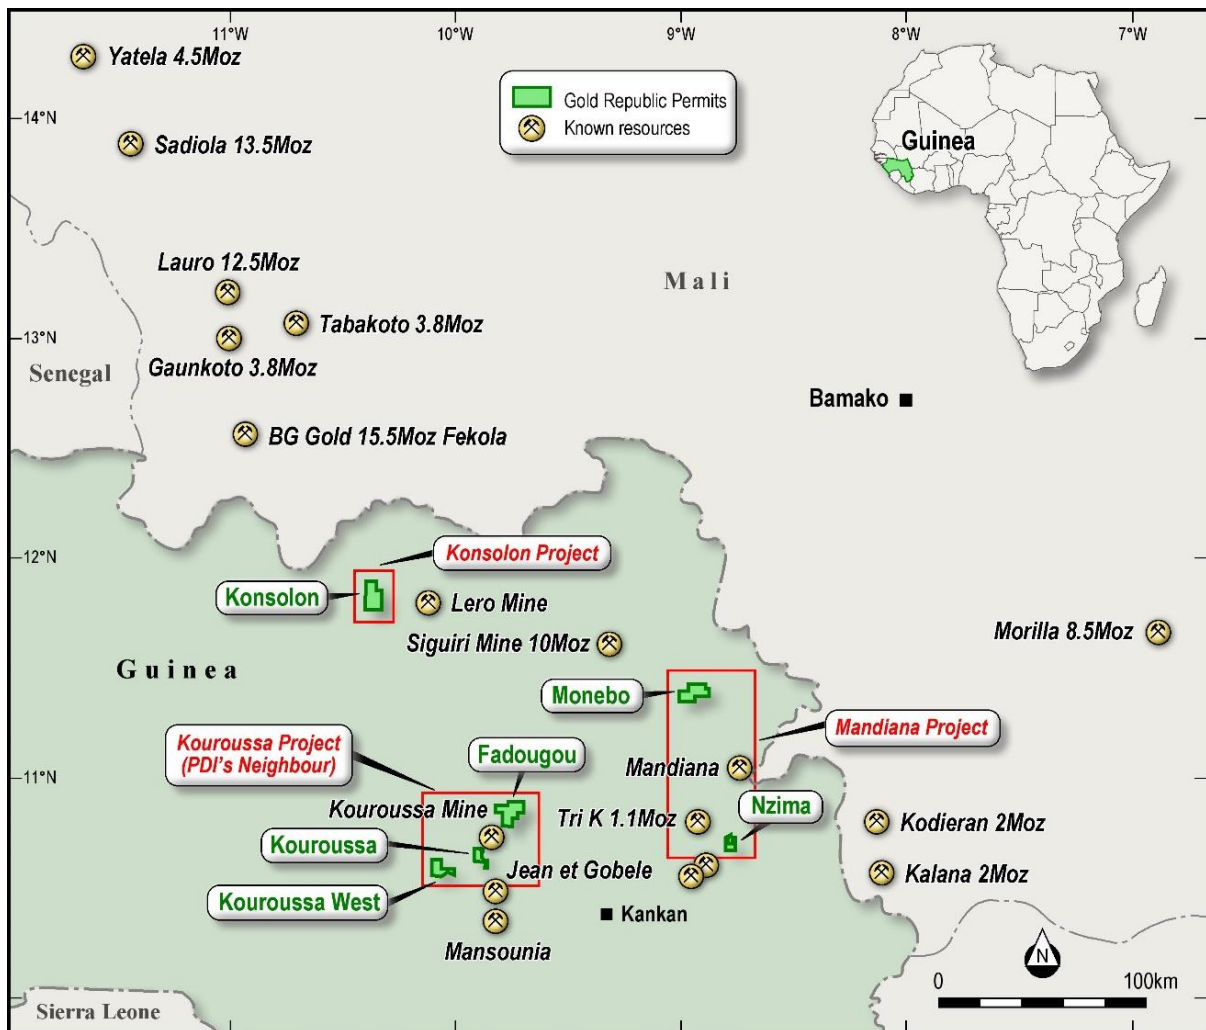 11°W
10°W
9°W
8°W
7°W
Yatela 4.5Moz
Gold Republic Permits
Known resources
14°N
Sadiola 13.5Moz
Guinea
Lauro 12.5Moz
Mali
Tabakoto 3.8Moz
13°N
Gaunkoto 3.8Moz
Senegal
Bamako
BG Gold 15.5Moz Fekola
12°N
Konsolon Project
Konsolon
Lero Mine
Siguiri Mine 10Moz
Morilla 8.5Moz
Guinea
Monebo
Mandiana Project
Kouroussa Project
(PDI's Neighbour)
Fadougou
11°N
Mandiana
Kouroussa Mine
Nzima
Tri K 1.1Moz
Kodieran 2Moz
Kouroussa
Jean et Gobele
Kalana 2Moz
Kouroussa West
Kankan
Mansounia
N
0
100km
Sierra Leone